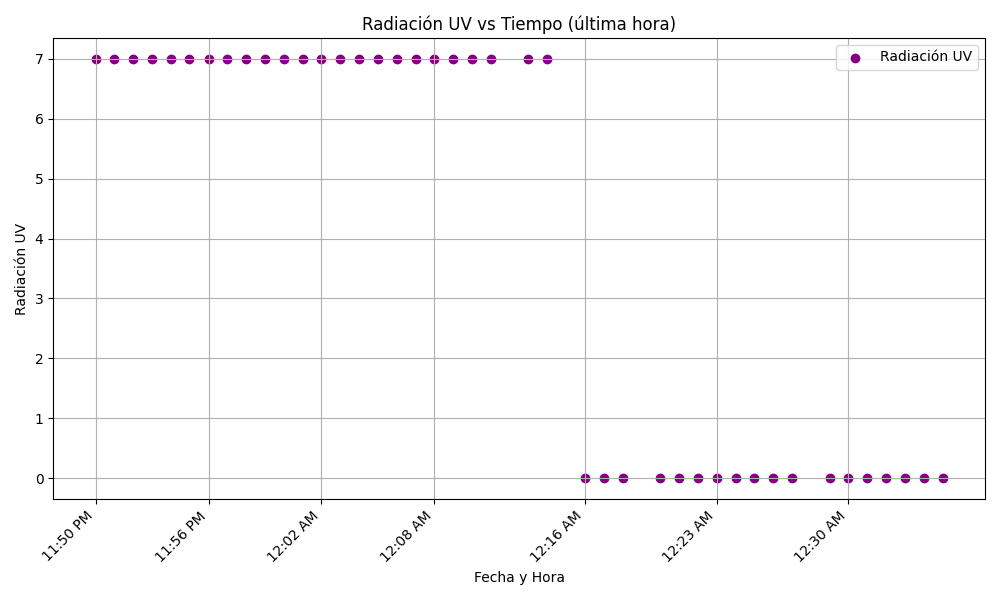 Radiación UV vs Tiempo (última hora)
Radiación UV
7
6
5
4
3
2
1
0
Radiación UV
11:50 PM
11:56 PM
12:02 AM
12:08 AM
12:16 AM
12:23 AM
12:30 AM
Fecha y Hora